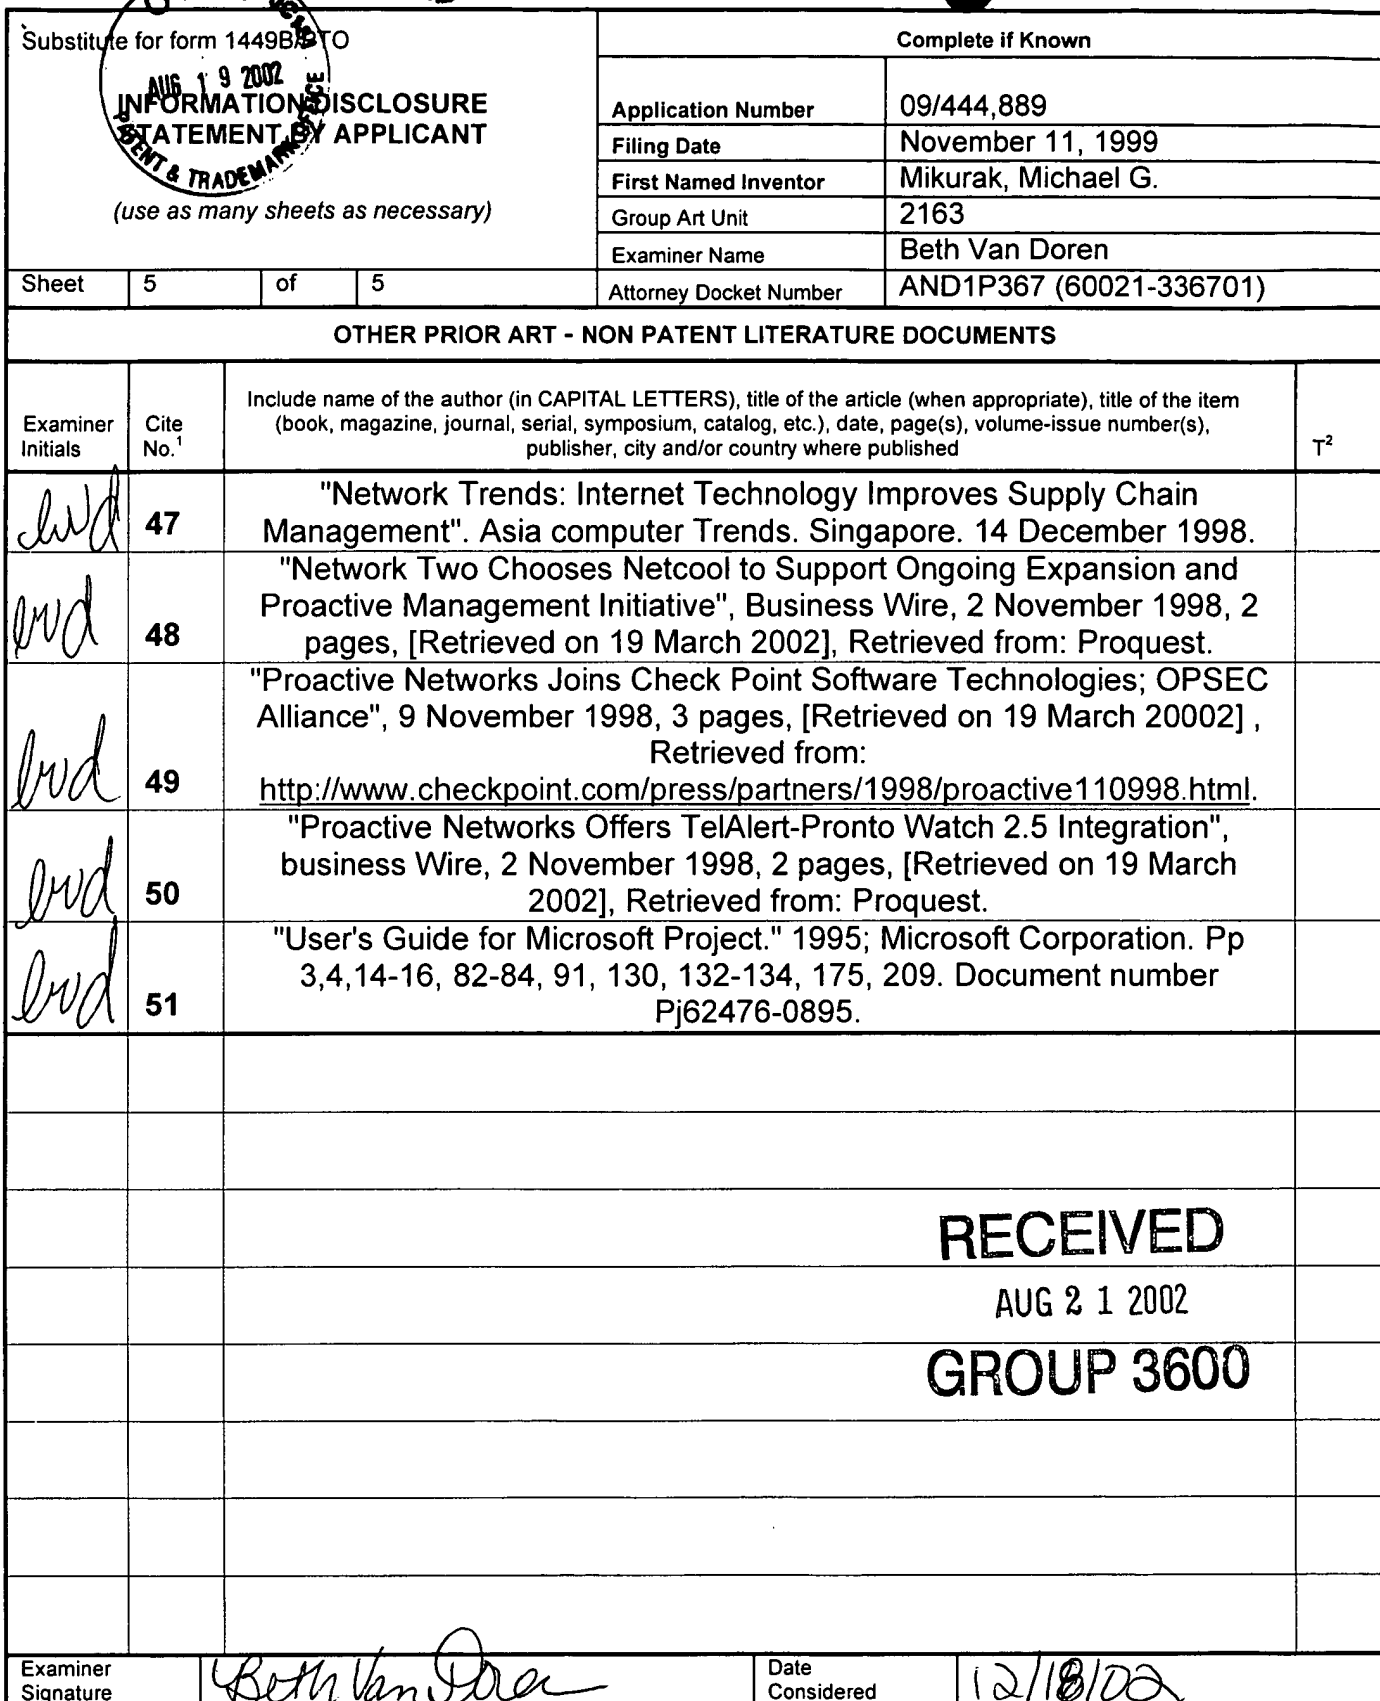 Substitute for form 1449B/PTO
AUG 1 9 2002
INFORMATION DISCLOSURE
STATEMENT BY APPLICANT
PATENT & TRADEMARK OFFICE
(use as many sheets as necessary)
Sheet 5 of 5
Complete if Known
Application Number 09/444,889
Filing Date November 11, 1999
First Named Inventor Mikurak, Michael G.
Group Art Unit 2163
Examiner Name Beth Van Doren
Attorney Docket Number AND1P367 (60021-336701)
OTHER PRIOR ART - NON PATENT LITERATURE DOCUMENTS
Examiner
Initials
Cite
No.¹
Include name of the author (in CAPITAL LETTERS), title of the article (when appropriate), title of the item
(book, magazine, journal, serial, symposium, catalog, etc.), date, page(s), volume-issue number(s),
publisher, city and/or country where published
T²
bvd 47 "Network Trends: Internet Technology Improves Supply Chain
Management". Asia computer Trends. Singapore. 14 December 1998.
bvd 48 "Network Two Chooses Netcool to Support Ongoing Expansion and
Proactive Management Initiative", Business Wire, 2 November 1998, 2
pages, [Retrieved on 19 March 2002], Retrieved from: Proquest.
bvd 49 "Proactive Networks Joins Check Point Software Technologies; OPSEC
Alliance", 9 November 1998, 3 pages, [Retrieved on 19 March 20002] ,
Retrieved from:
http://www.checkpoint.com/press/partners/1998/proactive110998.html.
bvd 50 "Proactive Networks Offers TelAlert-Pronto Watch 2.5 Integration",
business Wire, 2 November 1998, 2 pages, [Retrieved on 19 March
2002], Retrieved from: Proquest.
bvd 51 "User's Guide for Microsoft Project." 1995; Microsoft Corporation. Pp
3,4,14-16, 82-84, 91, 130, 132-134, 175, 209. Document number
Pj62476-0895.
RECEIVED
AUG 2 1 2002
GROUP 3600
Examiner
Signature
Beth Van Doren
Date
Considered
12/18/02